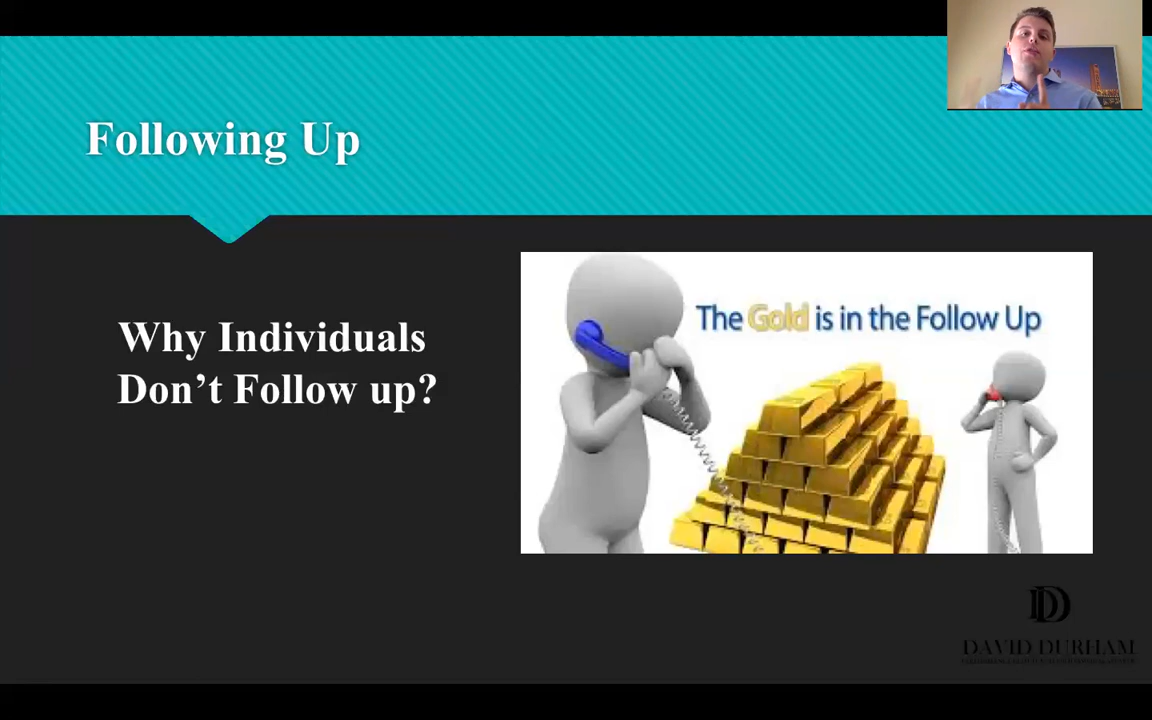 Following Up
Why Individuals
Don’t Follow up?
The Gold is in the Follow Up
DAVID DURHAM